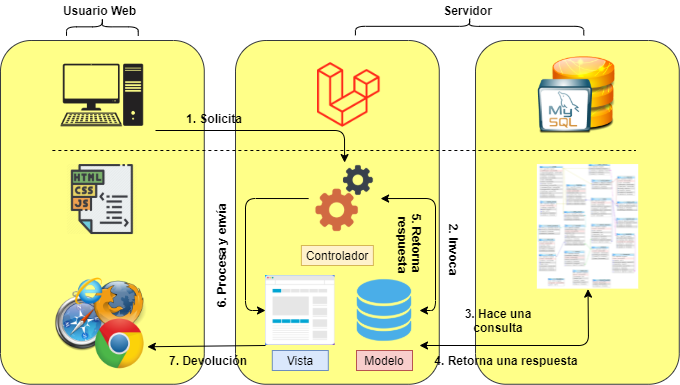 Usuario Web
Servidor
1. Solicita
My
SQL
HTML
CSS
JS
Controlador
6. Procesa y envia
5. Retorna
respuesta
2. Invoca
3. Hace una
consulta
7. Devolución
Vista
Modelo
4. Retorna una respuesta